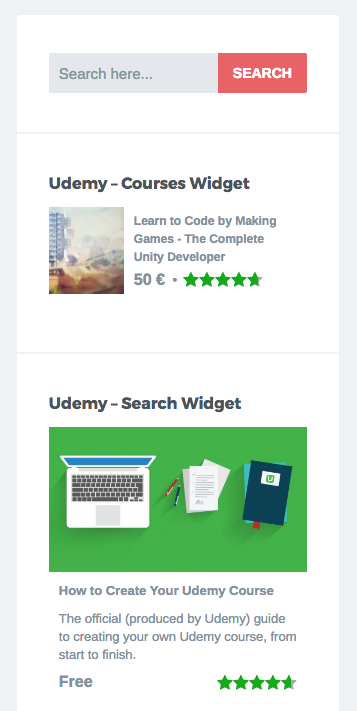 Search here...
SEARCH
Udemy – Courses Widget
Learn to Code by Making
Games - The Complete
Unity Developer
50 € •
Udemy – Search Widget
How to Create Your Udemy Course
The official (produced by Udemy) guide
to creating your own Udemy course, from
start to finish.
Free